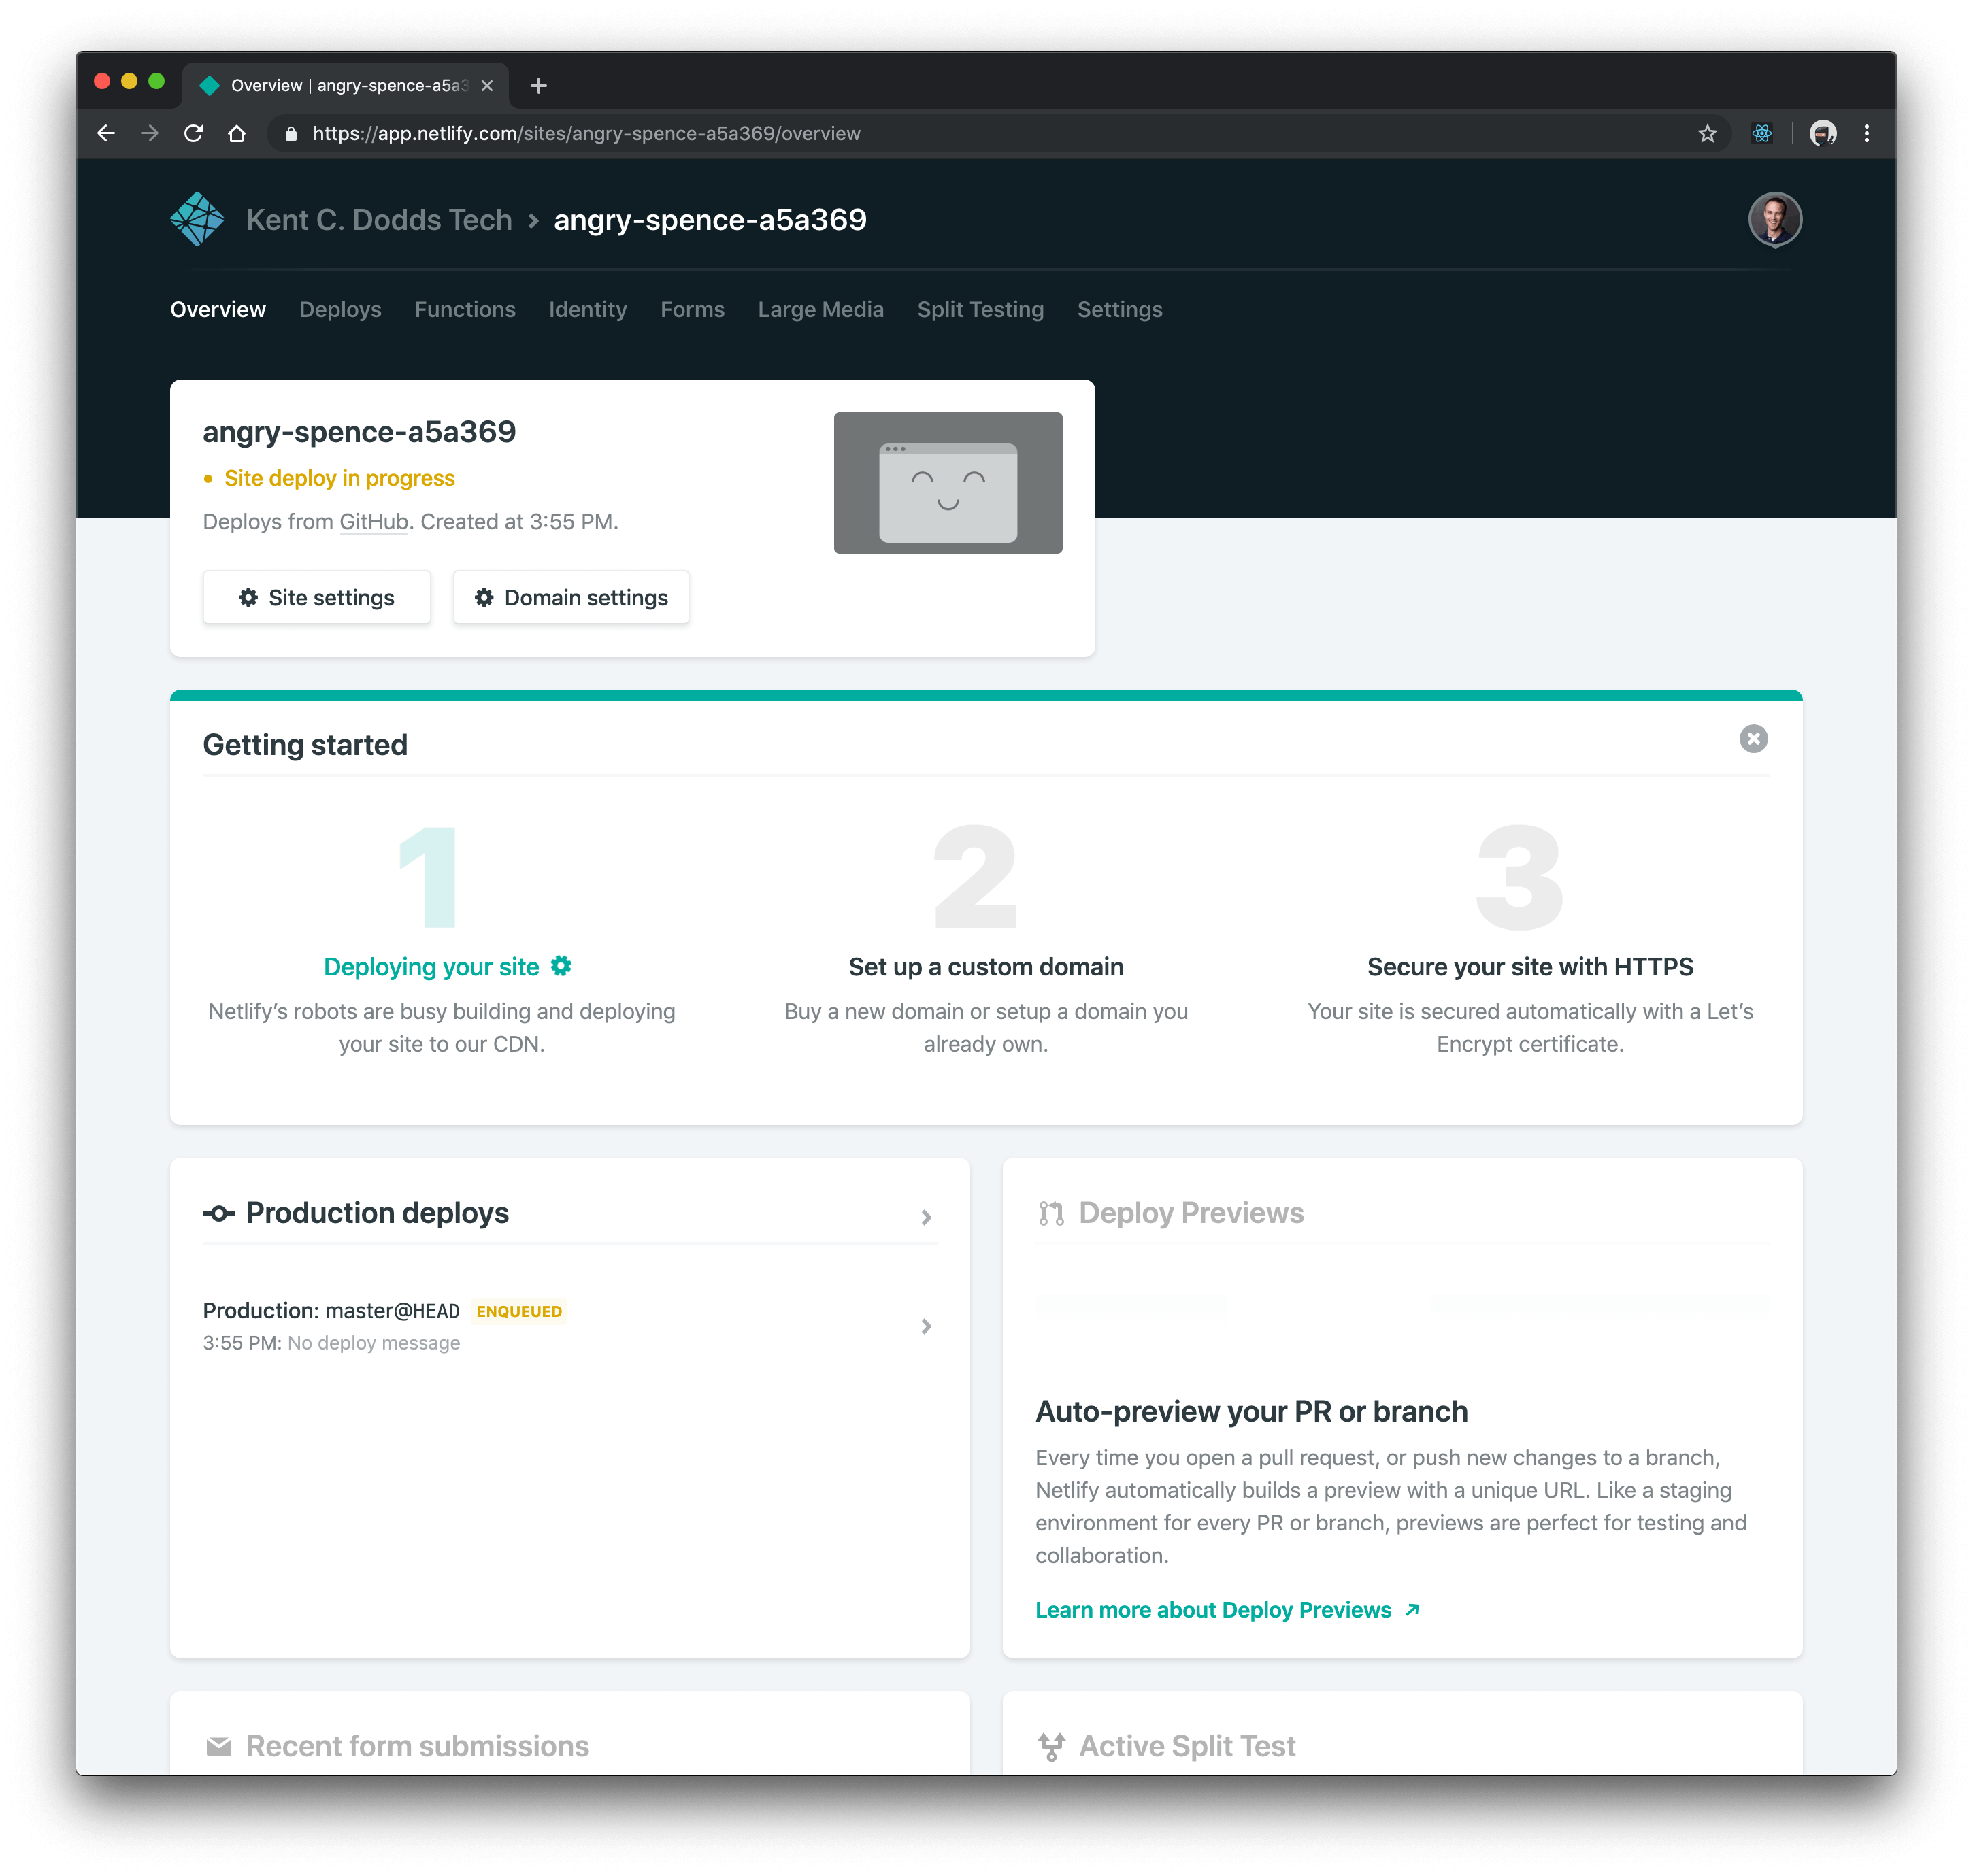 Overview | angry-spence-a5a3
https://app.netlify.com/sites/angry-spence-a5a369/overview
Kent C. Dodds Tech > angry-spence-a5a369
Overview Deploys Functions Identity Forms Large Media Split Testing Settings
angry-spence-a5a369
Site deploy in progress
Deploys from GitHub. Created at 3:55 PM.
Site settings Domain settings
Getting started
1
Deploying your site
Netlify’s robots are busy building and deploying
your site to our CDN.
2
Set up a custom domain
Buy a new domain or setup a domain you
already own.
3
Secure your site with HTTPS
Your site is secured automatically with a Let’s
Encrypt certificate.
Production deploys
Production: master@HEAD ENQUEUED
3:55 PM: No deploy message
Deploy Previews
Auto-preview your PR or branch
Every time you open a pull request, or push new changes to a branch,
Netlify automatically builds a preview with a unique URL. Like a staging
environment for every PR or branch, previews are perfect for testing and
collaboration.
Learn more about Deploy Previews
Recent form submissions
Active Split Test